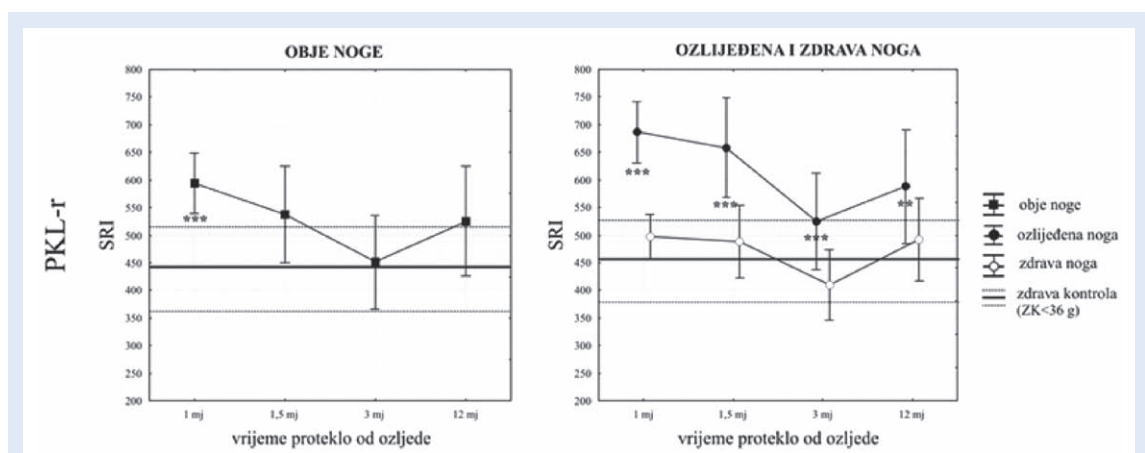 OBJE NOGE
PKL-r
SRI
800
750
700
650
600
550
500
450
400
350
300
250
200
***
1 mj
1,5 mj
3 mj
12 mj
vrijeme proteklo od ozljede
OZLIJEĐENA I ZDRAVA NOGA
SRI
800
750
700
650
600
550
500
450
400
350
300
250
200
***
***
***
**
1 mj
1,5 mj
3 mj
12 mj
vrijeme proteklo od ozljede
obje noge
ozlijeđena noga
zdrava noga
zdrava kontrola
(ZK<36 g)